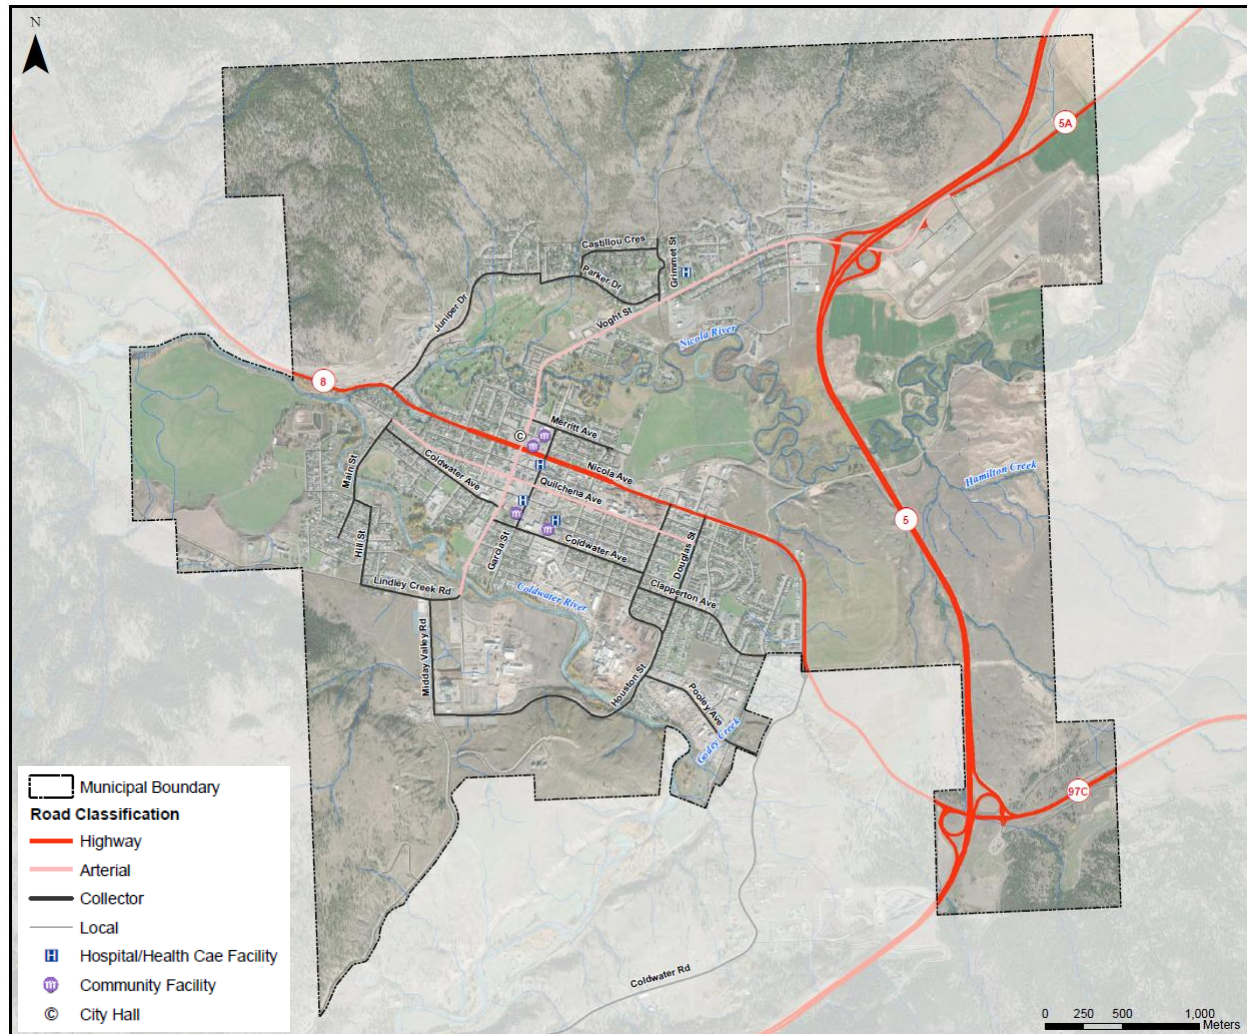 N
5A
Castillou Cres
Grimmet St
H
Parker Dr
Juniper Dr
Voght St
Nicola River
8
Merritt Ave
©
m
m
H
Nicola Ave
Main St
Coldwater Ave
Quilchena Ave
Hamilton Creek
H
m
H
m
5
Hill St
Garcia St
Coldwater Ave
Douglas St
Lindley Creek Rd
Coldwater River
Clapperton Ave
Midday Valley Rd
Houston St
Pooley Ave
Godey Creek
97C
Municipal Boundary
Road Classification
Highway
Arterial
Collector
Local
H Hospital/Health Cae Facility
m Community Facility
© City Hall
Coldwater Rd
0 250 500 1,000
Meters